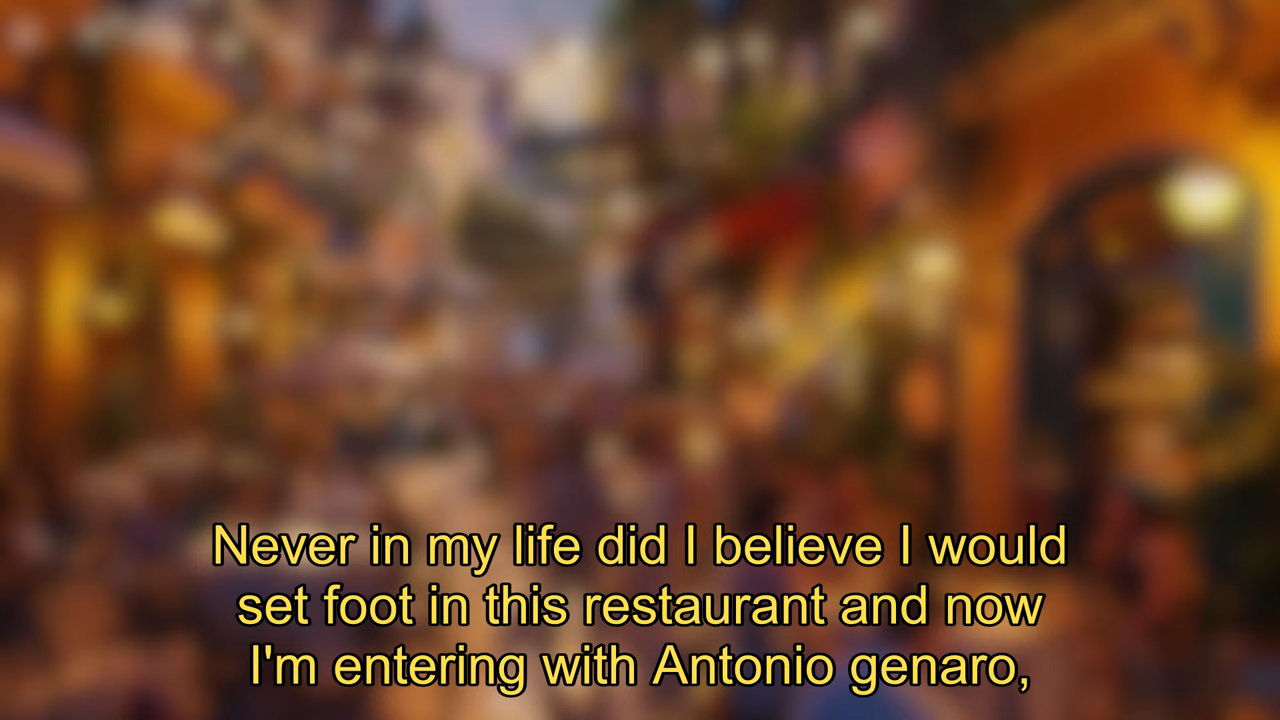 Never in my life did I believe I would
set foot in this restaurant and now
I'm entering with Antonio genaro,